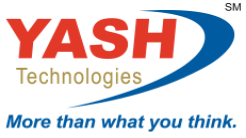 SM
YASH
Technologies
More than what you think.